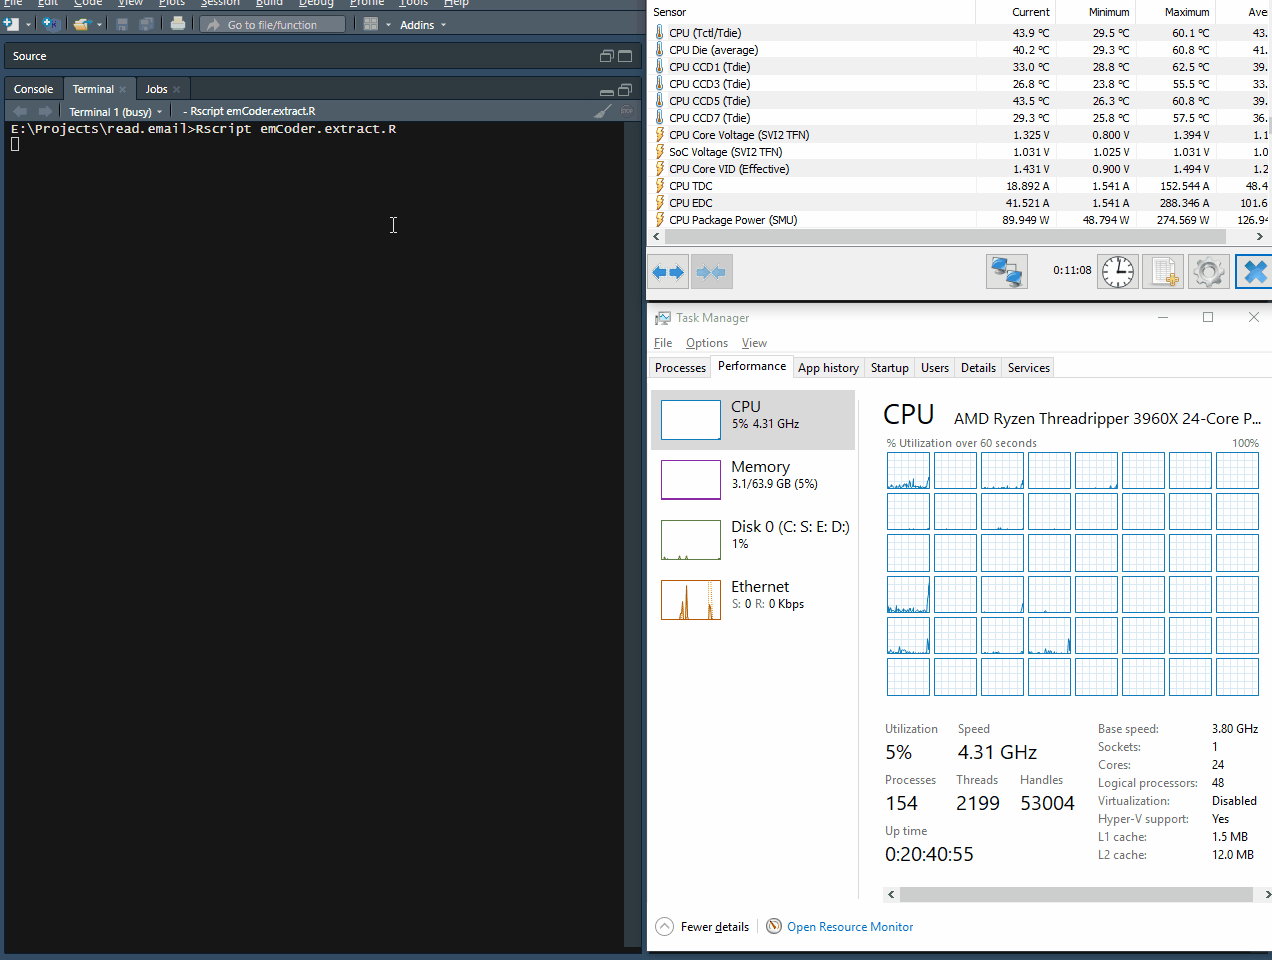 File Edit Code View Plots Session Build Debug Profile Tools Help
Go to file/function Addins
Source
Console Terminal Jobs
Terminal 1 (busy) - Rscript emCoder.extract.R
E:\Projects\read.email>Rscript emCoder.extract.R
Sensor Current Minimum Maximum Ave
CPU (Tctl/Tdie) 43.9 °C 29.5 °C 60.1 °C 43.
CPU Die (average) 40.2 °C 29.3 °C 60.8 °C 41.
CPU CCD1 (Tdie) 33.0 °C 28.8 °C 62.5 °C 39.
CPU CCD3 (Tdie) 26.8 °C 23.8 °C 55.5 °C 33.
CPU CCD5 (Tdie) 43.5 °C 26.3 °C 60.8 °C 39.
CPU CCD7 (Tdie) 29.3 °C 25.8 °C 57.5 °C 36.
CPU Core Voltage (SVI2 TFN) 1.325 V 0.800 V 1.394 V 1.1
SoC Voltage (SVI2 TFN) 1.031 V 1.025 V 1.031 V 1.0
CPU Core VID (Effective) 1.431 V 0.900 V 1.494 V 1.2
CPU TDC 18.892 A 1.541 A 152.544 A 48.4
CPU EDC 41.521 A 1.541 A 288.346 A 101.6
CPU Package Power (SMU) 89.949 W 48.794 W 274.569 W 126.94
0:11:08
Task Manager
File Options View
Processes Performance App history Startup Users Details Services
CPU
5% 4.31 GHz
Memory
3.1/63.9 GB (5%)
Disk 0 (C: S: E: D:)
1%
Ethernet
S: 0 R: 0 Kbps
CPU AMD Ryzen Threadripper 3960X 24-Core P...
% Utilization over 60 seconds 100%
Utilization Speed
5% 4.31 GHz
Processes Threads Handles
154 2199 53004
Up time
0:20:40:55
Base speed: 3.80 GHz
Sockets: 1
Cores: 24
Logical processors: 48
Virtualization: Disabled
Hyper-V support: Yes
L1 cache: 1.5 MB
L2 cache: 12.0 MB
Fewer details Open Resource Monitor